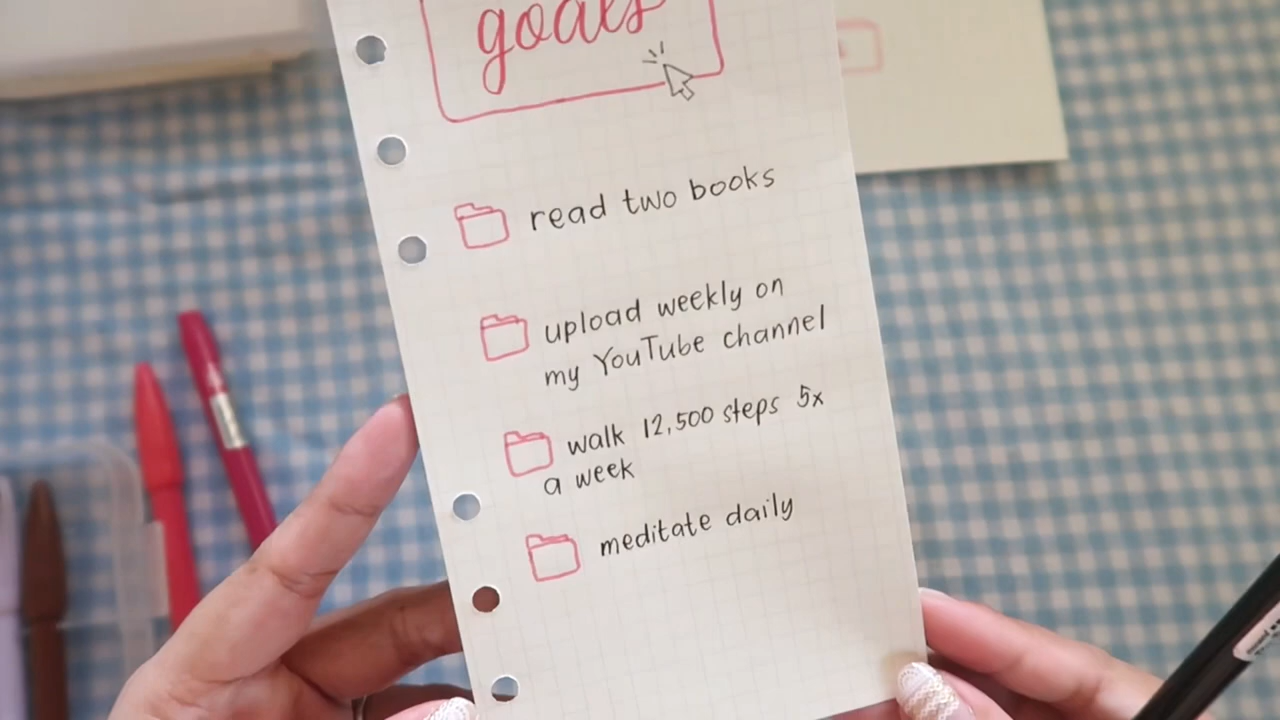 goals
read two books
upload weekly on
my YouTube channel
walk 12,500 steps 5x
a week
meditate daily